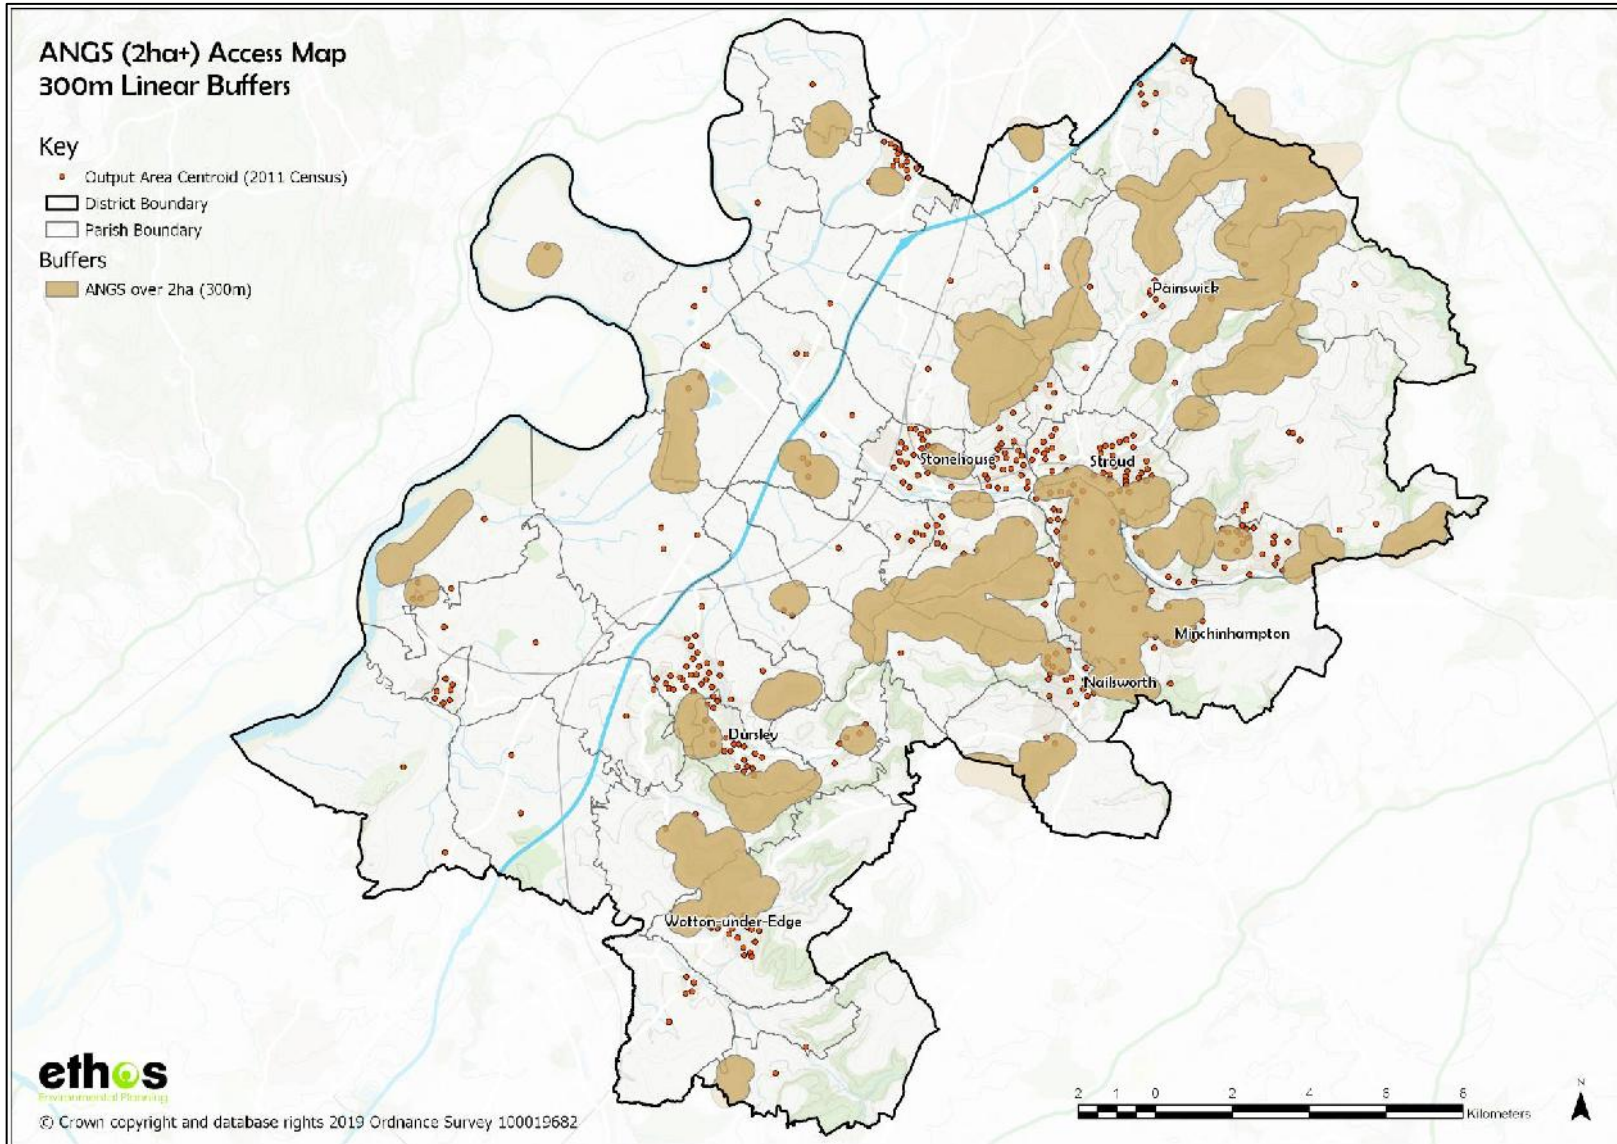 ANGS (2ha+) Access Map
300m Linear Buffers
Key
Output Area Centroid (2011 Census)
District Boundary
Parish Boundary
Buffers
ANGS over 2ha (300m)
Painswick
Stonehouse
Stroud
Minchinhampton
Nailsworth
Dursley
Wotton-under-Edge
ethos
Environmental Planning
© Crown copyright and database rights 2019 Ordnance Survey 100019682
2 1 0 2 4 6
Kilometers
N